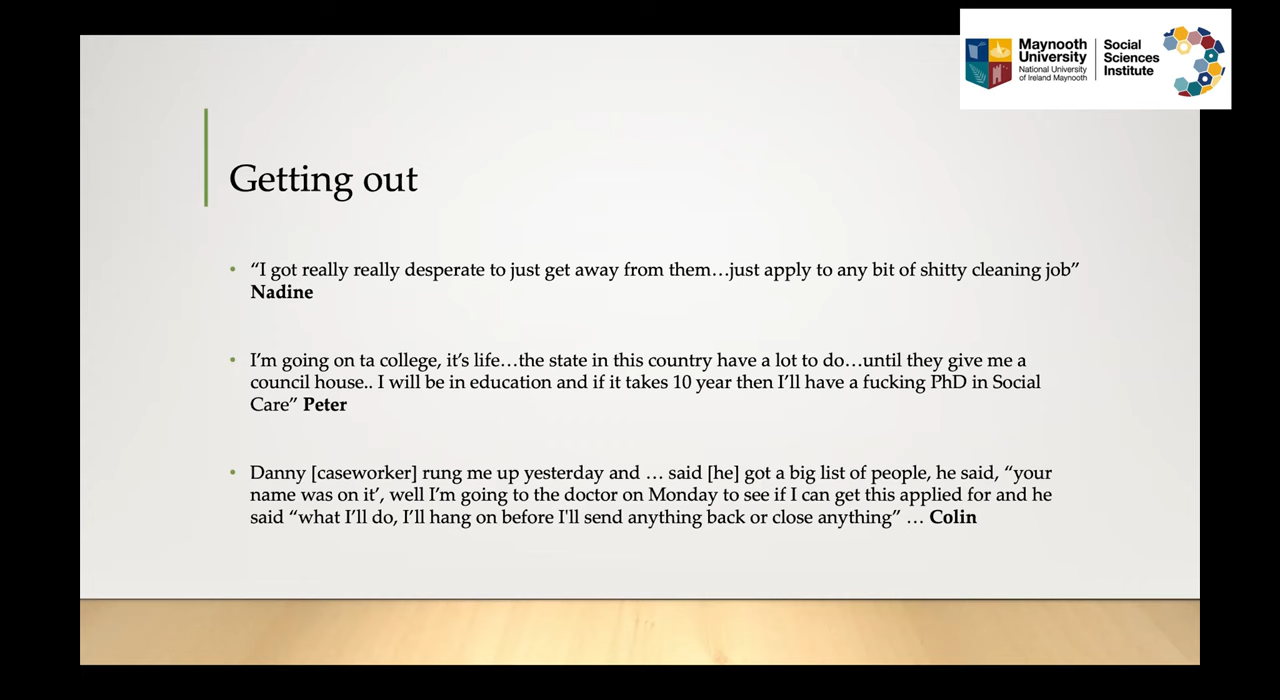 Maynooth
University
National University
of Ireland Maynooth
Social
Sciences
Institute
Getting out
• “I got really really desperate to just get away from them…just apply to any bit of shitty cleaning job”
Nadine
• I’m going on ta college, it’s life…the state in this country have a lot to do…until they give me a
council house.. I will be in education and if it takes 10 year then I’ll have a fucking PhD in Social
Care” Peter
• Danny [caseworker] rung me up yesterday and … said [he] got a big list of people, he said, “your
name was on it’, well I’m going to the doctor on Monday to see if I can get this applied for and he
said “what I’ll do, I’ll hang on before I'll send anything back or close anything” … Colin